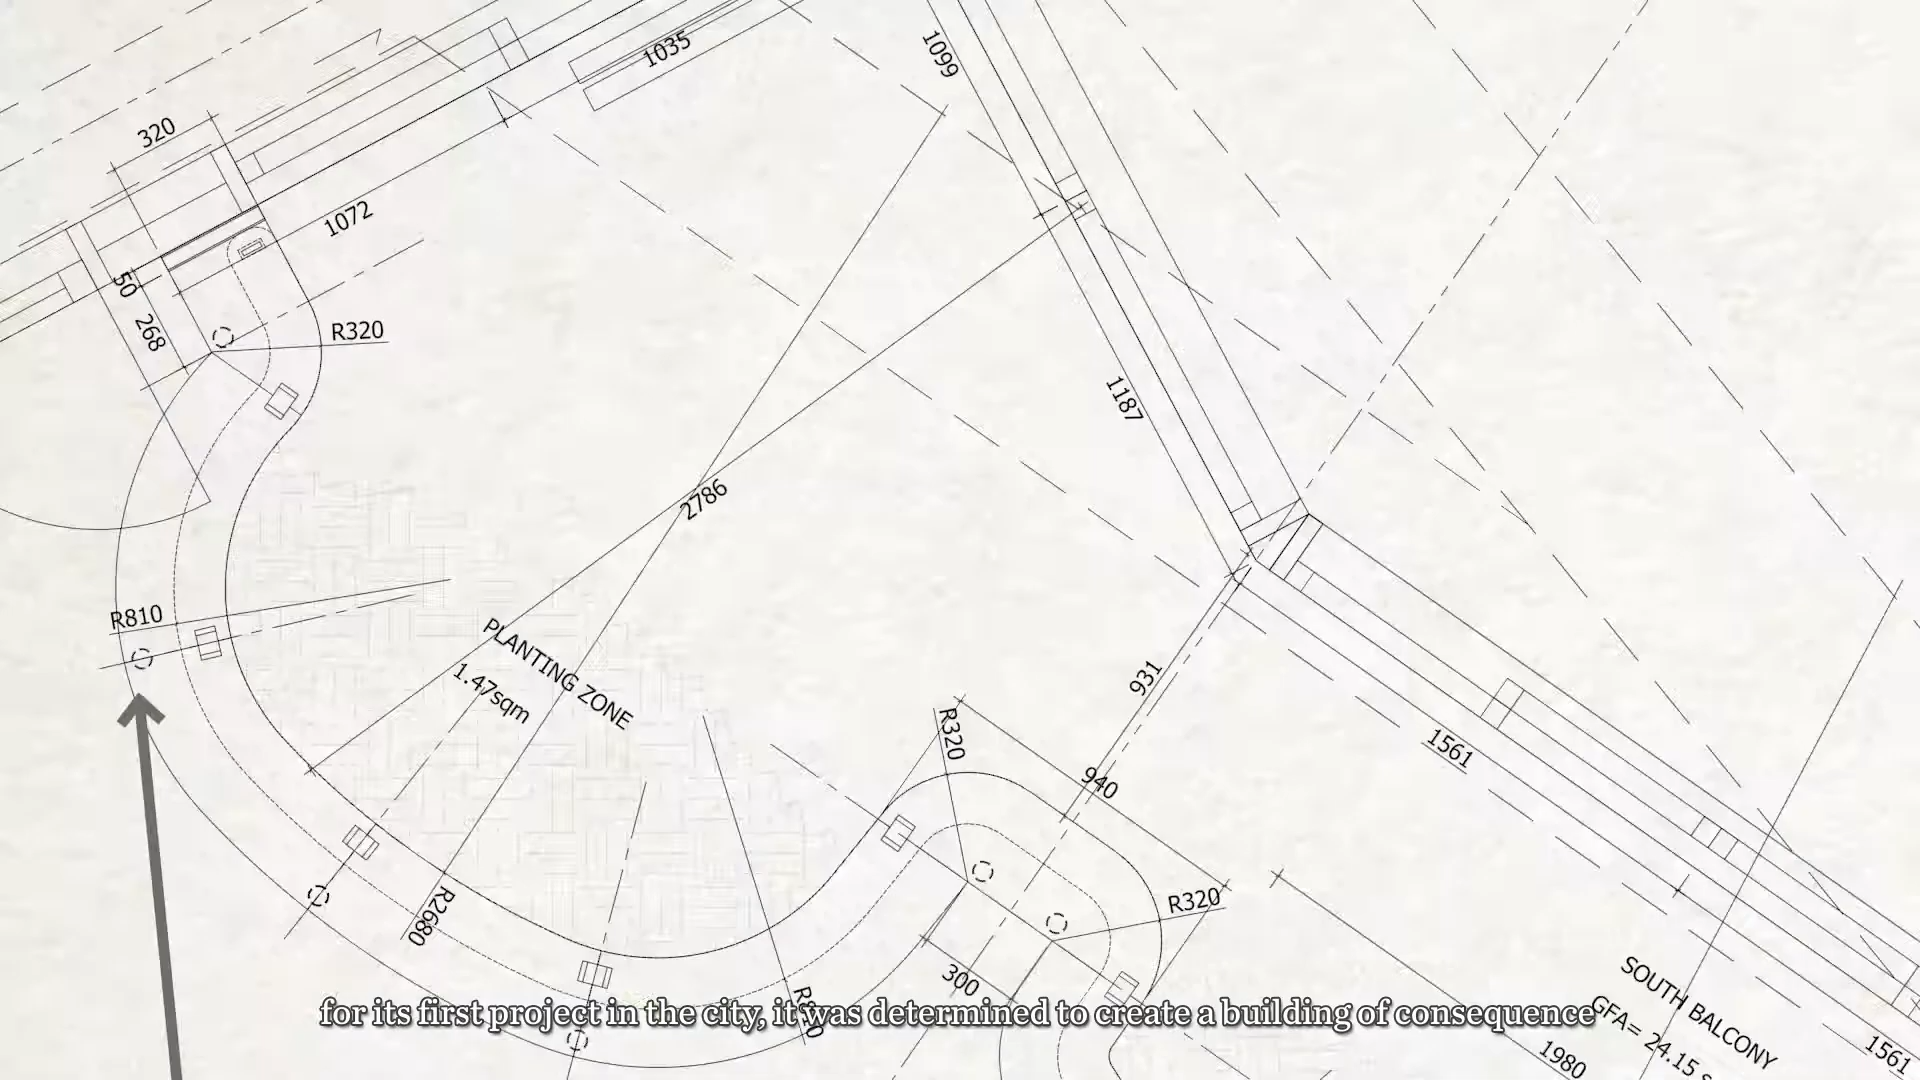 1035
1099
320
1072
50
268
R320
1187
2786
R810
PLANTING ZONE
1.47sqm
931
R320
940
1561
R2680
R320
300
SOUTH BALCONY
GFA= 24.15
1980
1561
for its first project in the city, it was determined to create a building of consequence